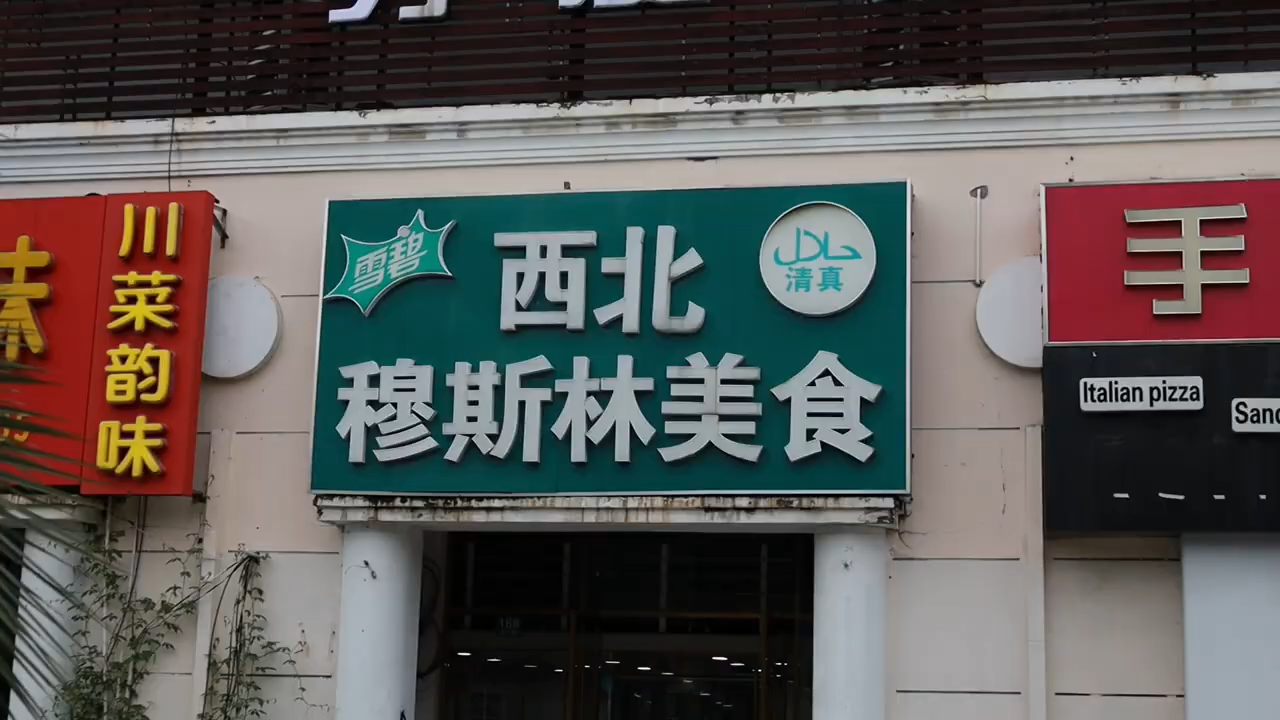 川菜韵味
味
雪碧
西北
حلال
清真
穆斯林美食
手
Italian pizza